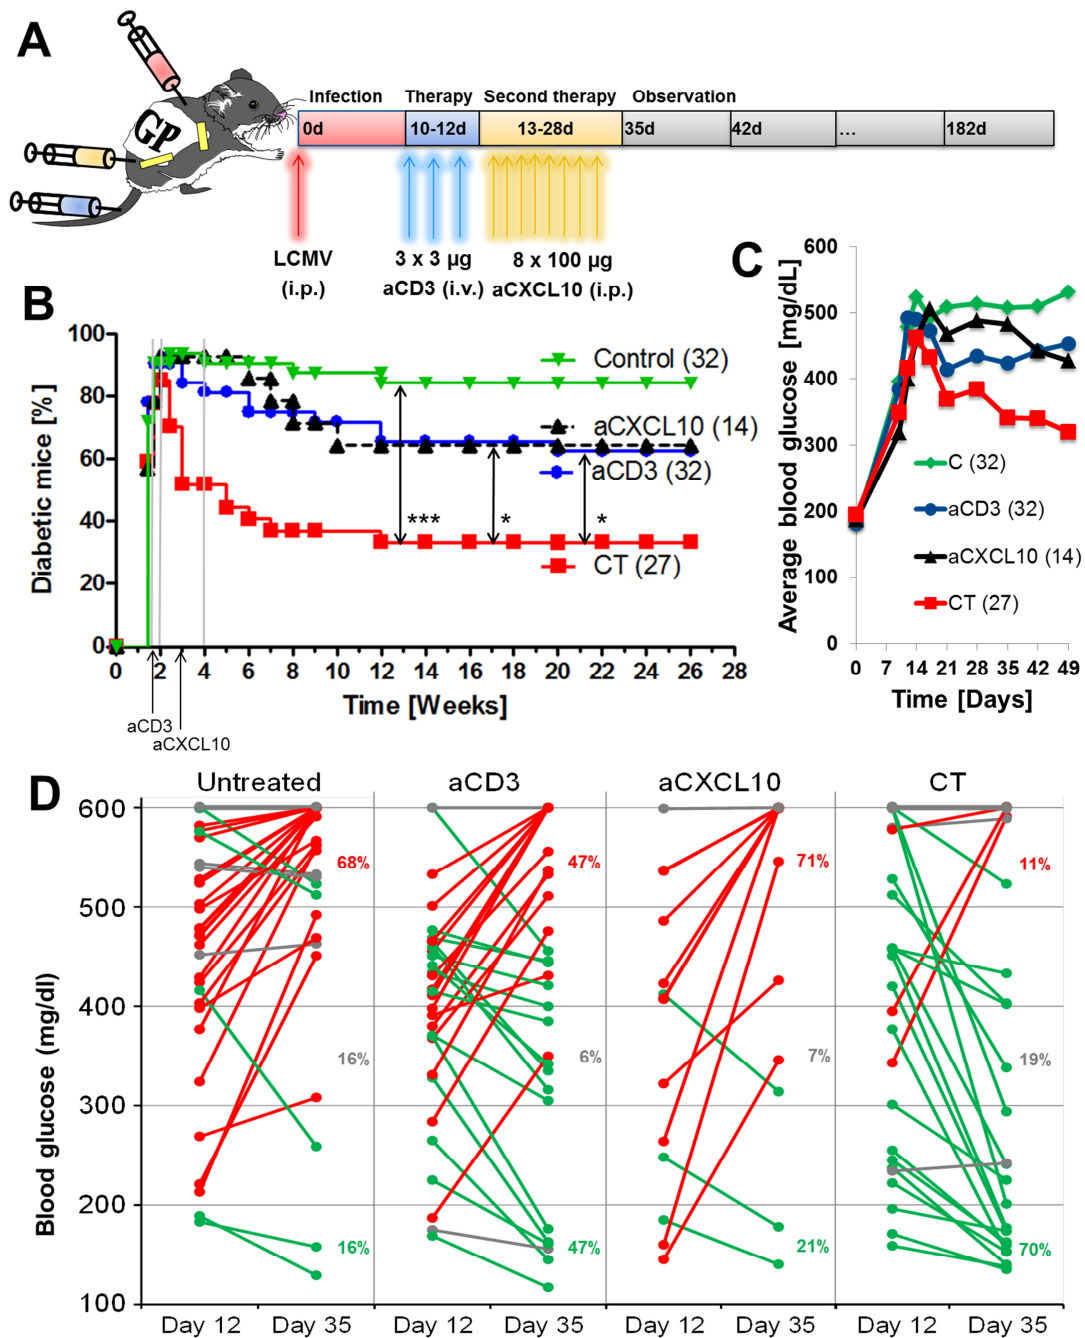 A
GP
Infection Therapy Second therapy Observation
0d 10-12d 13-28d 35d 42d ... 182d
LCMV
(i.p.)
3 x 3 µg
aCD3 (i.v.)
8 x 100 µg
aCXCL10 (i.p.)
B
Diabetic mice [%]
100
80
60
40
20
0
Control (32)
aCXCL10 (14)
aCD3 (32)
*** * *
CT (27)
0 2 4 6 8 10 12 14 16 18 20 22 24 26 28
Time [Weeks]
aCD3
aCXCL10
C
Average blood glucose [mg/dL]
600
500
400
300
200
100
0
C (32)
aCD3 (32)
aCXCL10 (14)
CT (27)
0 7 14 21 28 35 42 49
Time [Days]
D
Untreated aCD3 aCXCL10 CT
Blood glucose (mg/dl)
600
500
400
300
200
100
68% 47% 71% 11%
16% 6% 7% 19%
16% 47% 21% 70%
Day 12 Day 35 Day 12 Day 35 Day 12 Day 35 Day 12 Day 35